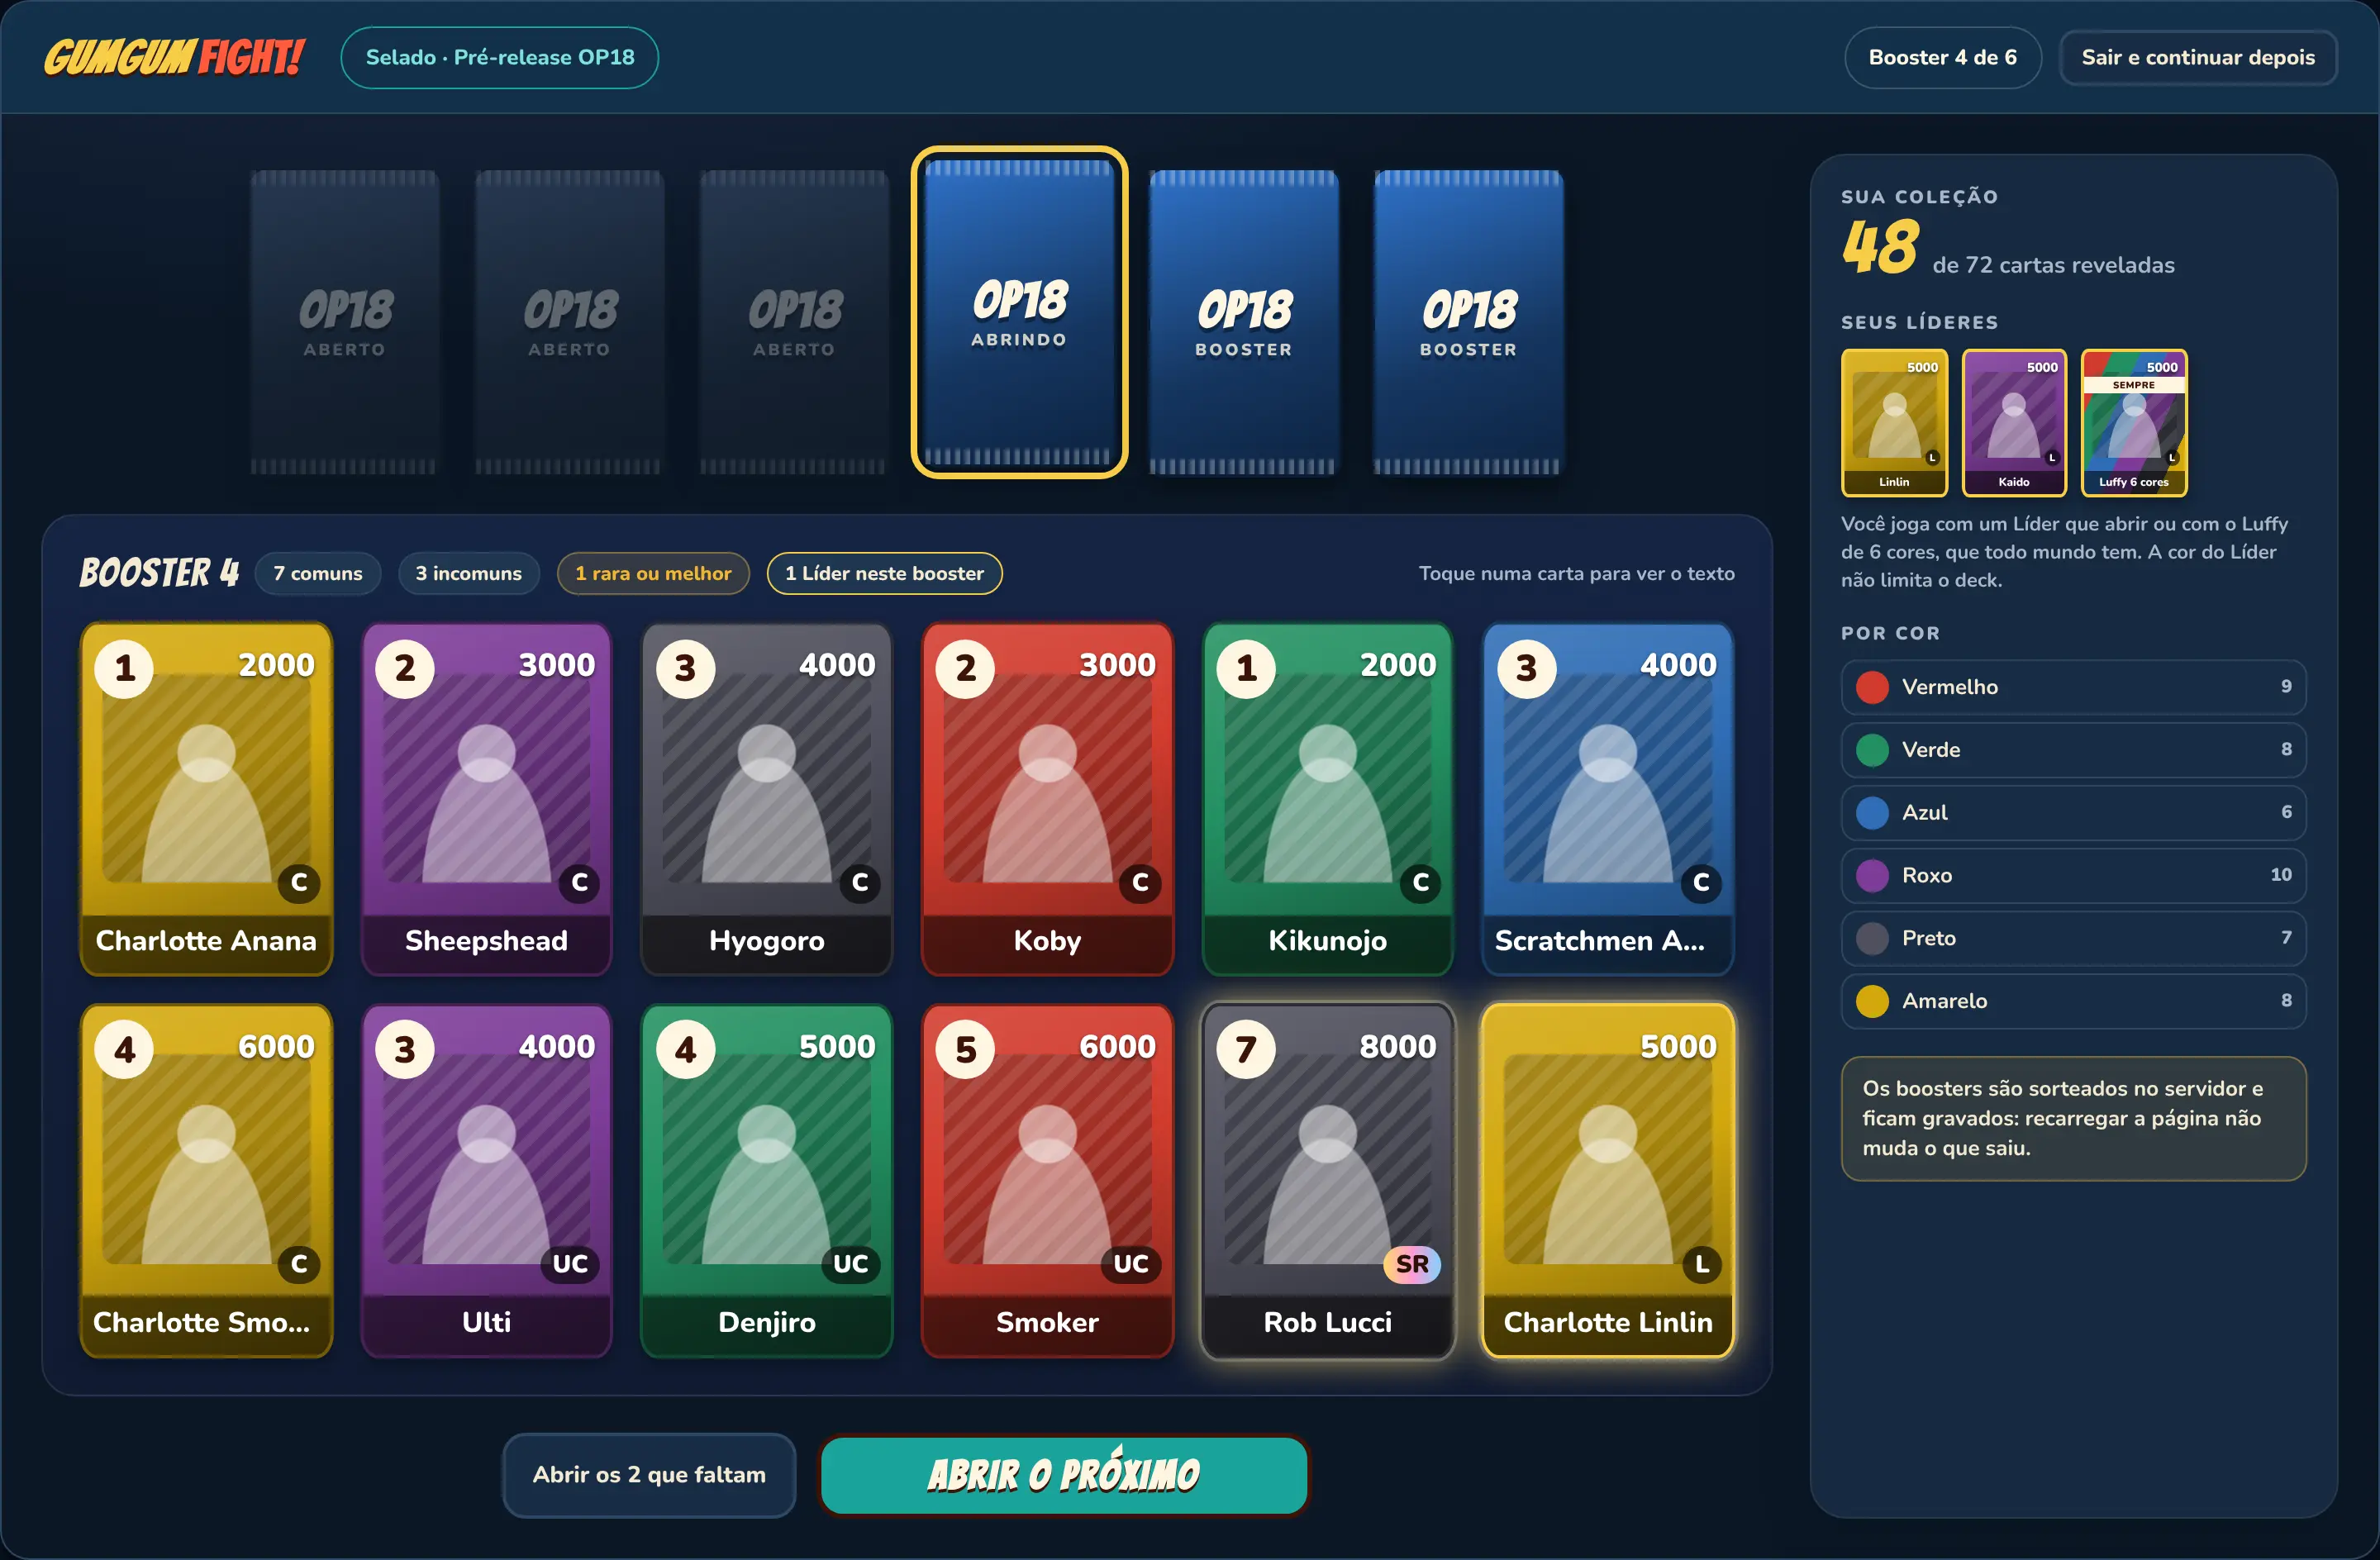 GUMGUM FIGHT!
Selado · Pré-release OP18
Booster 4 de 6
Sair e continuar depois
OP18
ABERTO
OP18
ABERTO
OP18
ABERTO
OP18
ABRINDO
OP18
BOOSTER
OP18
BOOSTER
BOOSTER 4
7 comuns
3 incomuns
1 rara ou melhor
1 Líder neste booster
Toque numa carta para ver o texto
1
2000
C
Charlotte Anana
2
3000
C
Sheepshead
3
4000
C
Hyogoro
2
3000
C
Koby
1
2000
C
Kikunojo
3
4000
C
Scratchmen A...
4
6000
C
Charlotte Smo...
3
4000
UC
Ulti
4
5000
UC
Denjiro
5
6000
UC
Smoker
7
8000
SR
Rob Lucci
5000
L
Charlotte Linlin
Abrir os 2 que faltam
ABRIR O PRÓXIMO
SUA COLEÇÃO
48 de 72 cartas reveladas
SEUS LÍDERES
5000
L
Linlin
5000
L
Kaido
5000
SEMPRE
L
Luffy 6 cores
Você joga com um Líder que abrir ou com o Luffy
de 6 cores, que todo mundo tem. A cor do Líder
não limita o deck.
POR COR
Vermelho 9
Verde 8
Azul 6
Roxo 10
Preto 7
Amarelo 8
Os boosters são sorteados no servidor e
ficam gravados: recarregar a página não
muda o que saiu.